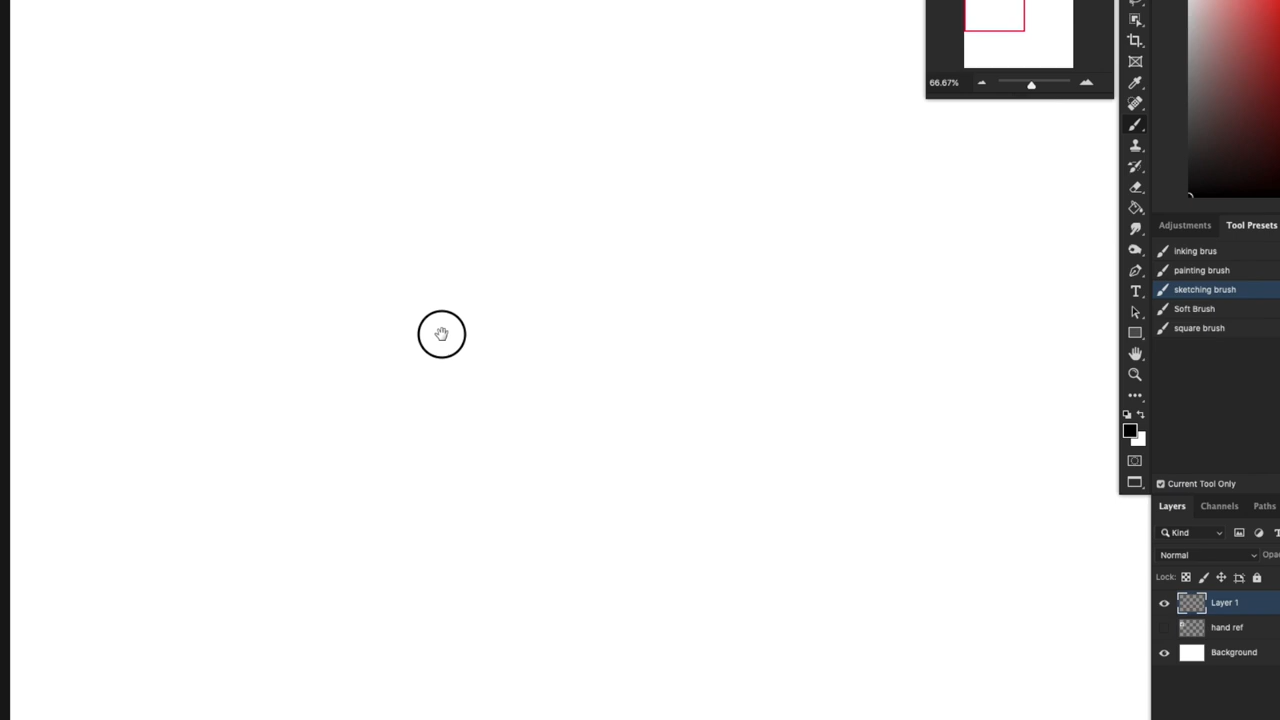 66.67%
Adjustments Tool Presets
inking brus
painting brush
sketching brush
Soft Brush
square brush
Current Tool Only
Layers Channels Paths
Kind
Normal
Lock:
Layer 1
hand ref
Background